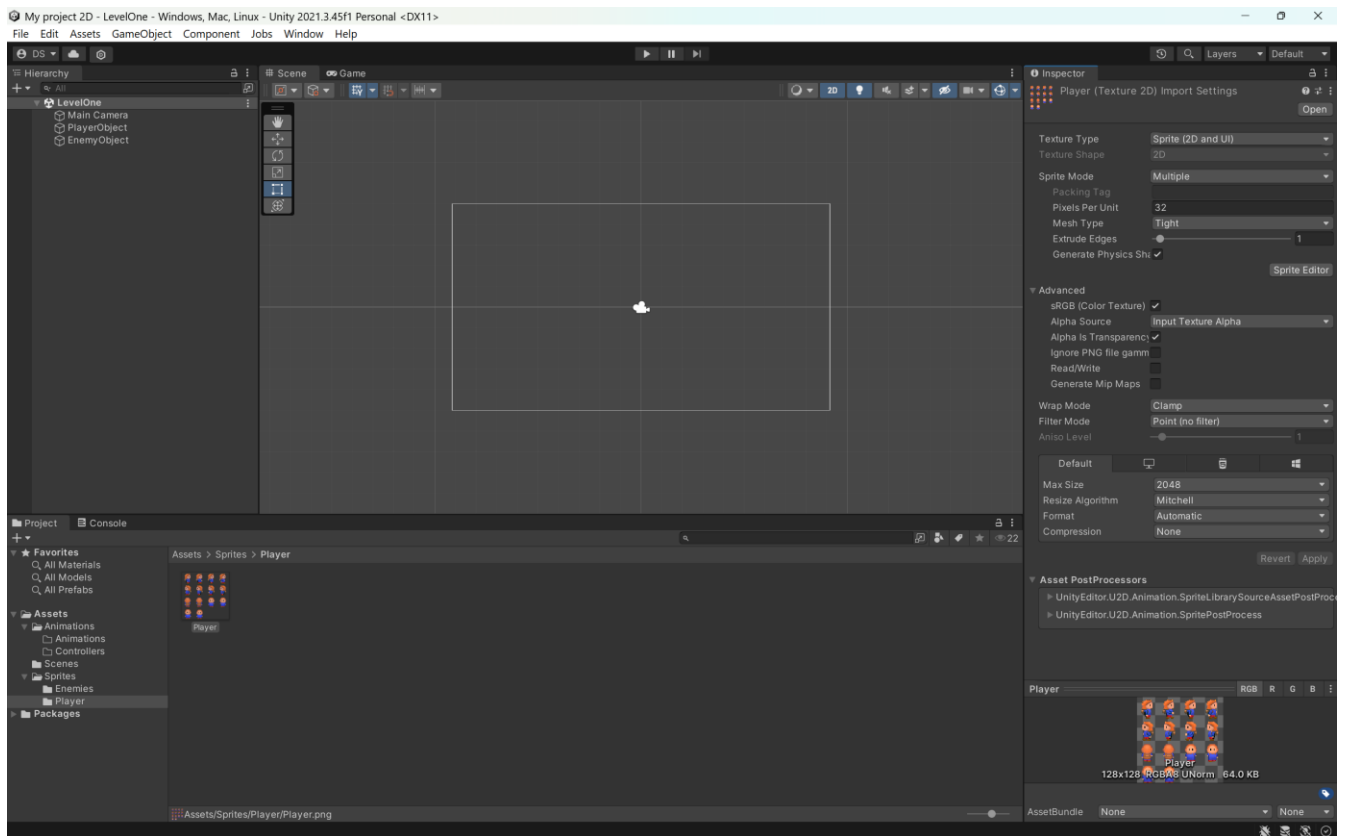 My project 2D - LevelOne - Windows, Mac, Linux - Unity 2021.3.45f1 Personal <DX11>
File Edit Assets GameObject Component Jobs Window Help
DS Layers Default
Hierarchy
All
LevelOne
Main Camera
PlayerObject
EnemyObject
Scene Game
2D
Inspector
Player (Texture 2D) Import Settings
Open
Texture Type Sprite (2D and UI)
Texture Shape 2D
Sprite Mode Multiple
Packing Tag
Pixels Per Unit 32
Mesh Type Tight
Extrude Edges 1
Generate Physics Sha
Sprite Editor
Advanced
sRGB (Color Texture)
Alpha Source Input Texture Alpha
Alpha Is Transparency
Ignore PNG file gamm
Read/Write
Generate Mip Maps
Wrap Mode Clamp
Filter Mode Point (no filter)
Aniso Level 1
Default
Max Size 2048
Resize Algorithm Mitchell
Format Automatic
Compression None
Revert Apply
Asset PostProcessors
UnityEditor.U2D.Animation.SpriteLibrarySourceAssetPostProce
UnityEditor.U2D.Animation.SpritePostProcess
Project Console
22
Favorites
All Materials
All Models
All Prefabs
Assets
Animations
Animations
Controllers
Scenes
Sprites
Enemies
Player
Packages
Assets > Sprites > Player
Player
Assets/Sprites/Player/Player.png
Player RGB R G B
Player
128x128 RGBA8 UNorm 64.0 KB
AssetBundle None None